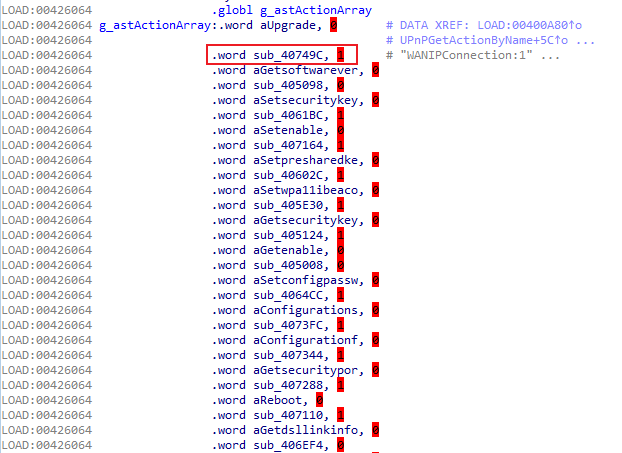 LOAD:00426064 .globl g_astActionArray
LOAD:00426064 g_astActionArray:.word aUpgrade, 0 # DATA XREF: LOAD:00400A80↑o
LOAD:00426064 # UPnPGetActionByName+5C↑o ...
LOAD:00426064 .word sub_40749C, 1 # "WANIPConnection:1" ...
LOAD:00426064 .word aGetsoftwarever, 0
LOAD:00426064 .word sub_405098, 0
LOAD:00426064 .word aSetsecuritykey, 0
LOAD:00426064 .word sub_4061BC, 1
LOAD:00426064 .word aSetenable, 0
LOAD:00426064 .word sub_407164, 1
LOAD:00426064 .word aSetpresharedke, 0
LOAD:00426064 .word sub_40602C, 1
LOAD:00426064 .word aSetwpa11ibeaco, 0
LOAD:00426064 .word sub_405E30, 1
LOAD:00426064 .word aGetsecuritykey, 0
LOAD:00426064 .word sub_405124, 1
LOAD:00426064 .word aGetenable, 0
LOAD:00426064 .word sub_405008, 0
LOAD:00426064 .word aSetconfigpassw, 0
LOAD:00426064 .word sub_4064CC, 1
LOAD:00426064 .word aConfigurations, 0
LOAD:00426064 .word sub_4073FC, 1
LOAD:00426064 .word aConfigurationf, 0
LOAD:00426064 .word sub_407344, 1
LOAD:00426064 .word aGetsecuritypor, 0
LOAD:00426064 .word sub_407288, 1
LOAD:00426064 .word aReboot, 0
LOAD:00426064 .word sub_407110, 1
LOAD:00426064 .word aGetdsllinkinfo, 0
LOAD:00426064 .word sub_406EF4, 0